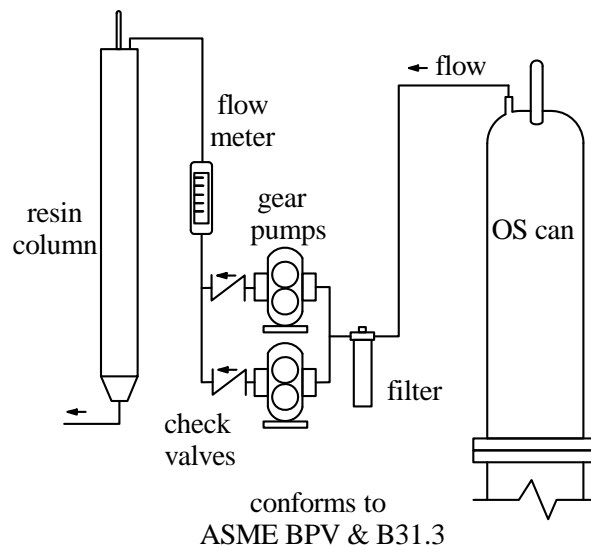 flow
flow
meter
gear
pumps
resin
column
OS can
filter
check
valves
conforms to
ASME BPV & B31.3